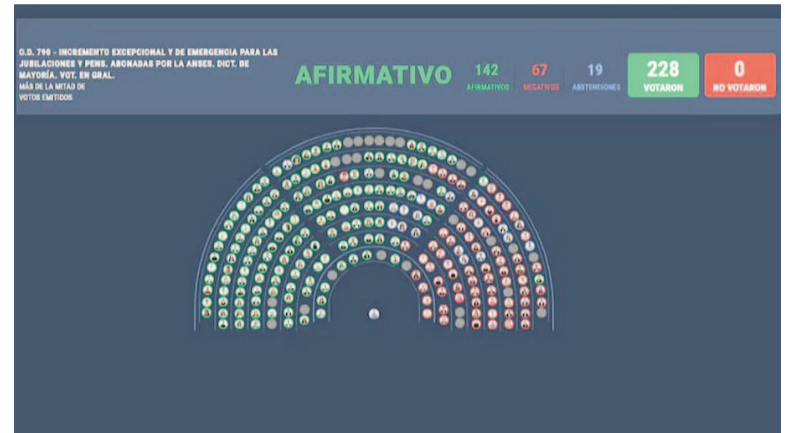 O.D. 790 - INCREMENTO EXCEPCIONAL Y DE EMERGENCIA PARA LAS
JUBILACIONES Y PENS. ABONADAS POR LA ANSES. DICT. DE
MAYORÍA. VOT. EN GRAL.
MÁS DE LA MITAD DE
VOTOS EMITIDOS
AFIRMATIVO
142
AFIRMATIVOS
67
NEGATIVOS
19
ABSTENCIONES
228
VOTARON
0
NO VOTARON